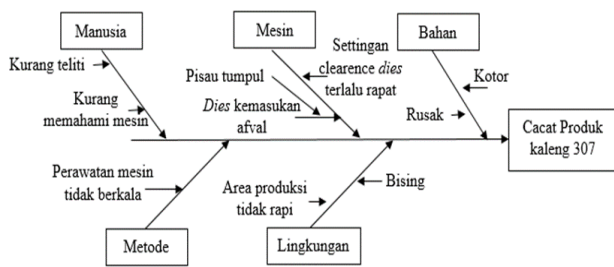 Manusia
Mesin
Bahan
Kurang teliti
Kurang
memahami mesin
Pisau tumpul
Dies kemasukan
afval
Settingan
clearence dies
terlalu rapat
Kotor
Rusak
Cacat Produk
kaleng 307
Perawatan mesin
tidak berkala
Area produksi
tidak rapi
Bising
Metode
Lingkungan